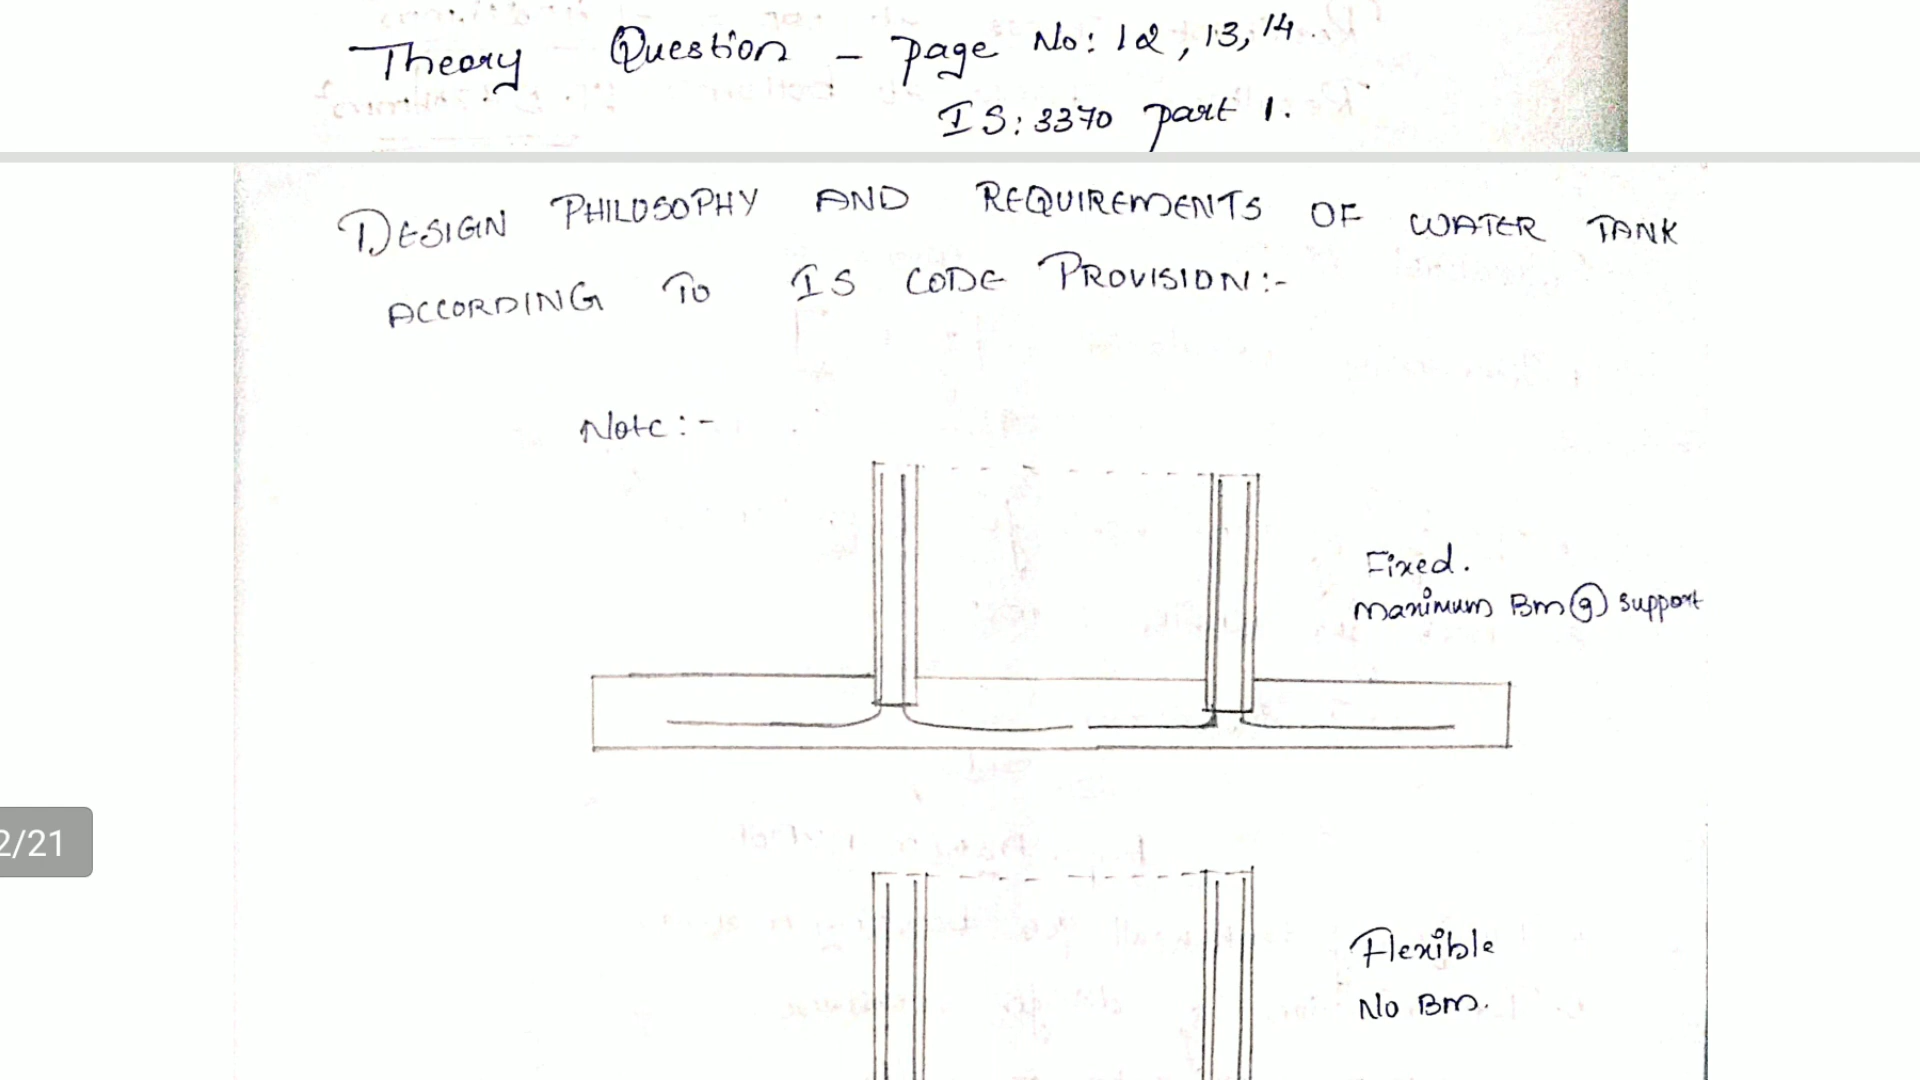 Theory Question - page No: 12, 13, 14.
IS: 3370 part 1.
DESIGN PHILOSOPHY AND REQUIREMENTS OF WATER TANK
ACCORDING TO IS CODE PROVISION:-
Note:-
Fixed.
Maximum Bm @ support
2/21
Flexible
No Bm.